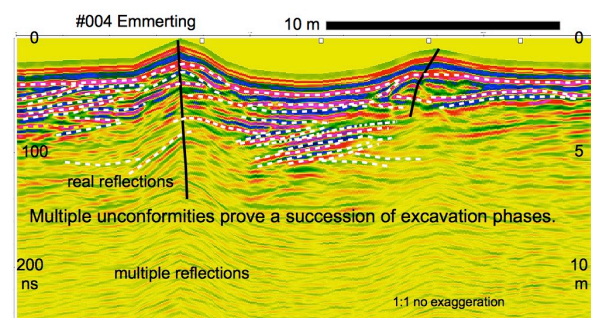 #004 Emmerting 10 m
0 0
100 5
real reflections
Multiple unconformities prove a succession of excavation phases.
200 10
ns multiple reflections m
1:1 no exaggeration